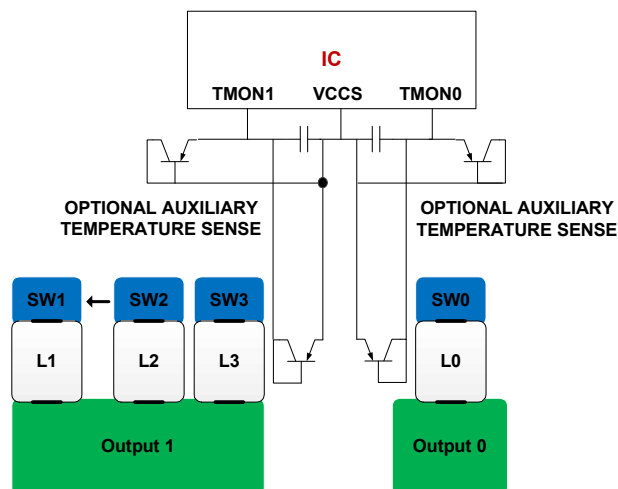 IC
TMON1 VCCS TMON0
OPTIONAL AUXILIARY
TEMPERATURE SENSE
OPTIONAL AUXILIARY
TEMPERATURE SENSE
SW1 SW2 SW3 SW0
L1 L2 L3 L0
Output 1 Output 0